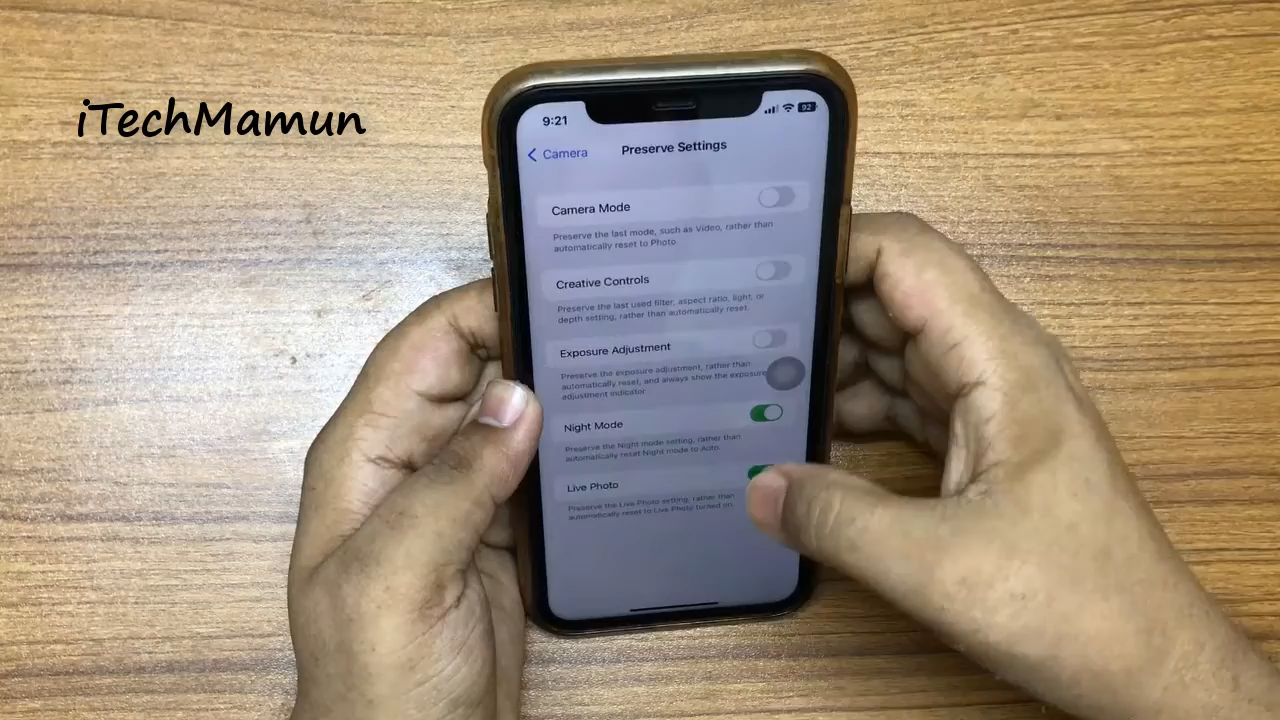 iTechMamun
9:21
92
Camera
Preserve Settings
Camera Mode
Preserve the last mode, such as Video, rather than
automatically reset to Photo.
Creative Controls
Preserve the last used filter, aspect ratio, light, or
depth setting, rather than automatically reset.
Exposure Adjustment
Preserve the exposure adjustment, rather than
automatically reset, and always show the exposure
adjustment indicator.
Night Mode
Preserve the Night mode setting, rather than
automatically reset Night mode to Auto.
Live Photo
Preserve the Live Photo setting, rather than
automatically reset to Live Photo turned on.